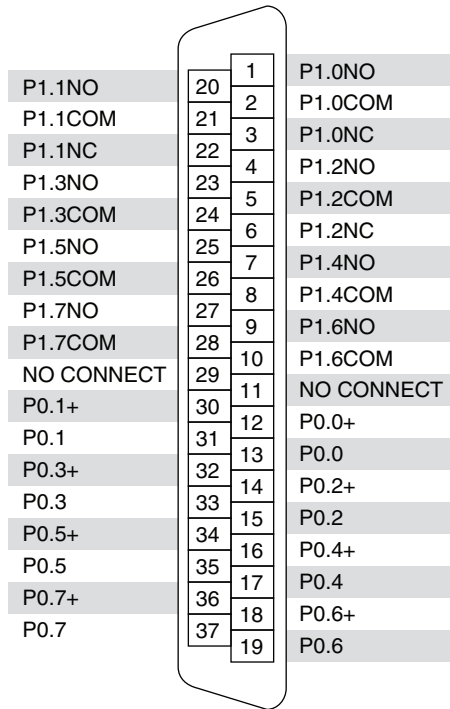 P1.1NO 20
P1.1COM 21
P1.1NC 22
P1.3NO 23
P1.3COM 24
P1.5NO 25
P1.5COM 26
P1.7NO 27
P1.7COM 28
NO CONNECT 29
P0.1+ 30
P0.1 31
P0.3+ 32
P0.3 33
P0.5+ 34
P0.5 35
P0.7+ 36
P0.7 37
1 P1.0NO
2 P1.0COM
3 P1.0NC
4 P1.2NO
5 P1.2COM
6 P1.2NC
7 P1.4NO
8 P1.4COM
9 P1.6NO
10 P1.6COM
11 NO CONNECT
12 P0.0+
13 P0.0
14 P0.2+
15 P0.2
16 P0.4+
17 P0.4
18 P0.6+
19 P0.6